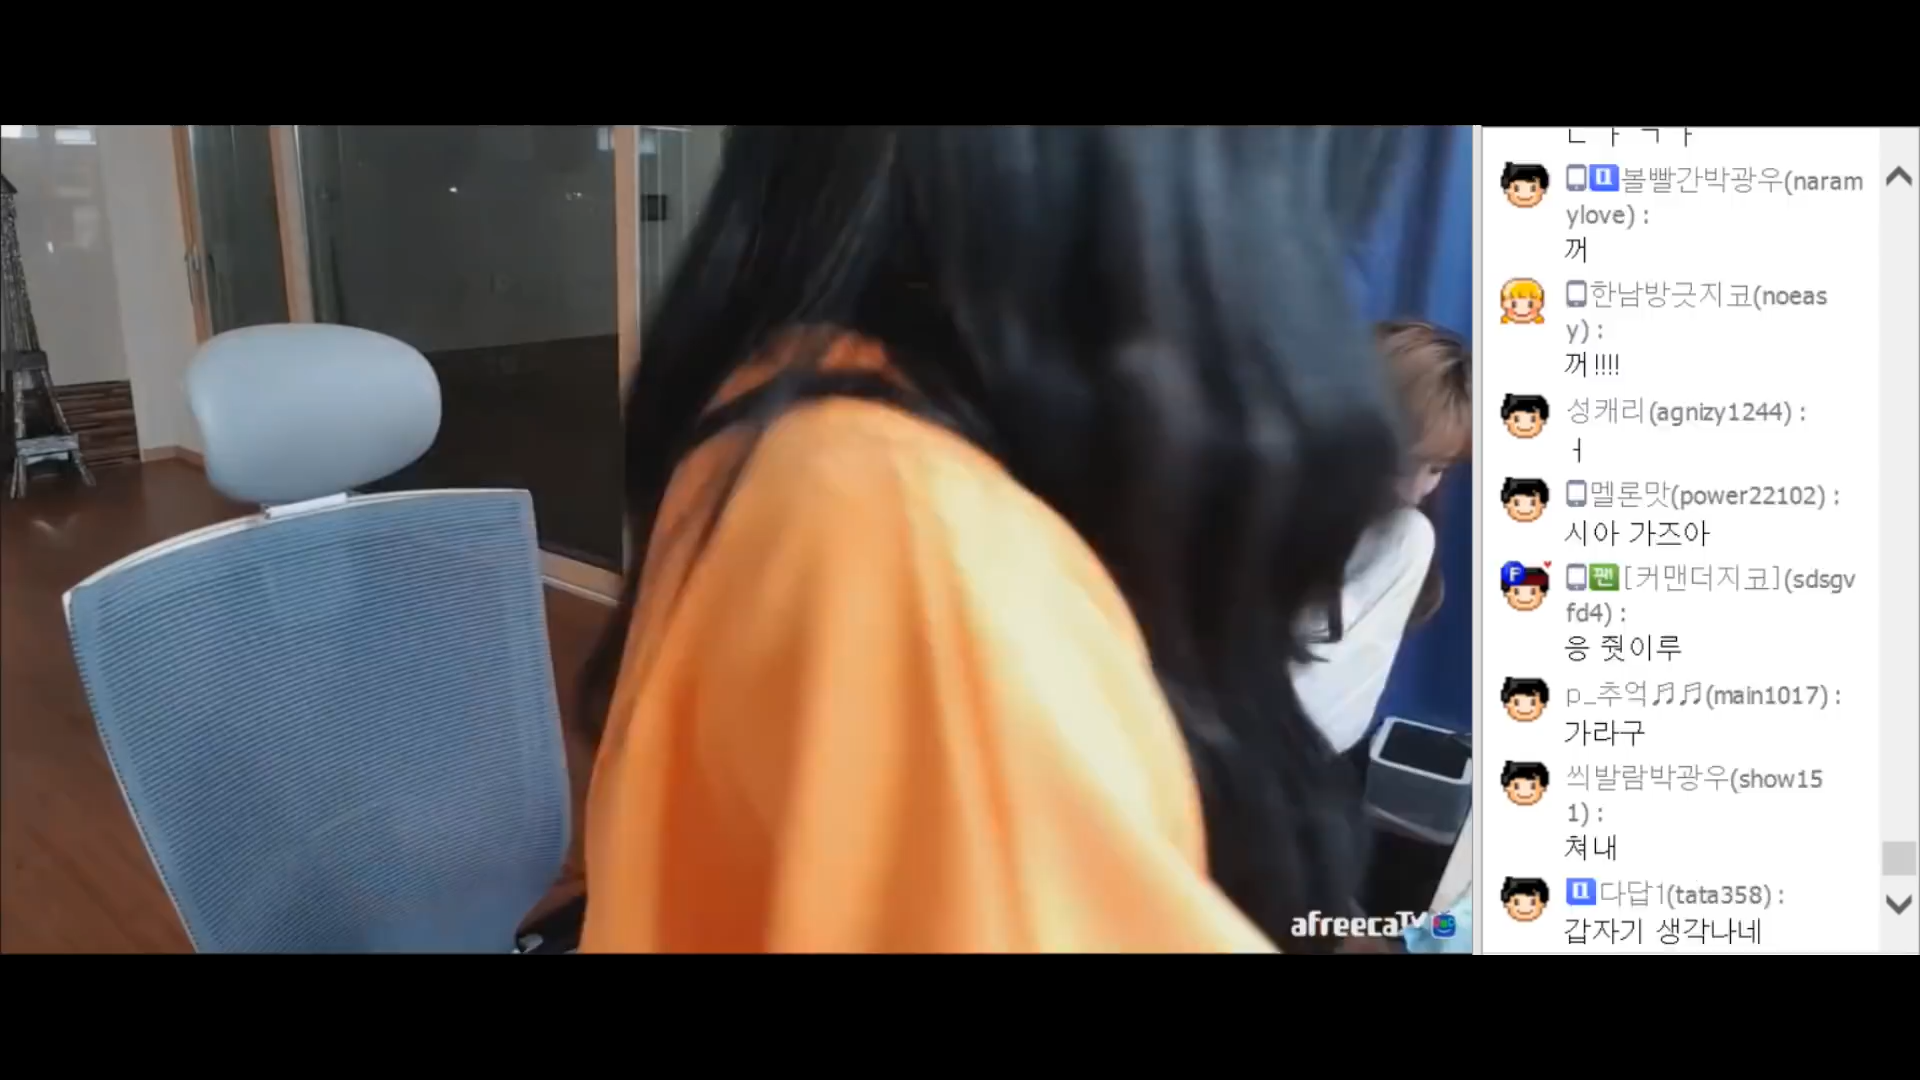 볼빨간박광우(naram
ylove) :
꺼
한남방긋지코(noeas
y) :
꺼!!!!
성캐리(agnizy1244) :
ㅓ
멜론맛(power22102) :
시아 가즈아
팬[커맨더지코](sdsgv
fd4) :
응 줫이루
p_추억♬♬(main1017) :
가라구
씌발람박광우(show15
1) :
쳐내
다답1(tata358) :
갑자기 생각나네
afreecaTV